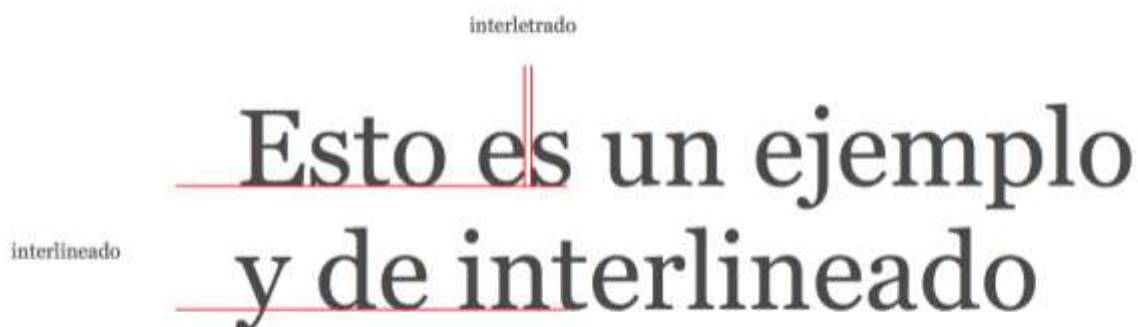 interletrado
Esto es un ejemplo
interlineado
y de interlineado